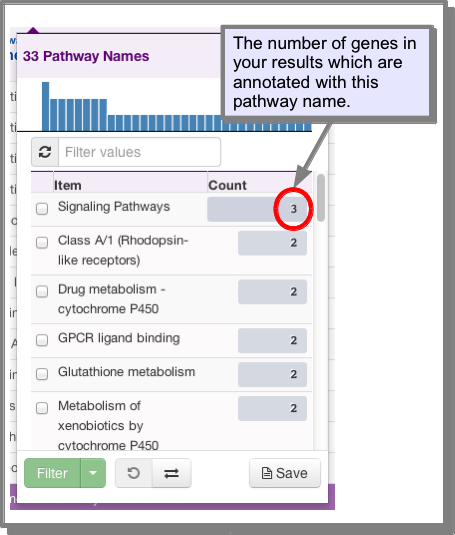 The number of genes in
your results which are
annotated with this
pathway name.
33 Pathway Names
Filter values
Item Count
Signaling Pathways 3
Class A/1 (Rhodopsin-
like receptors) 2
Drug metabolism -
cytochrome P450 2
GPCR ligand binding 2
Glutathione metabolism 2
Metabolism of
xenobiotics by
cytochrome P450 2
Filter Save